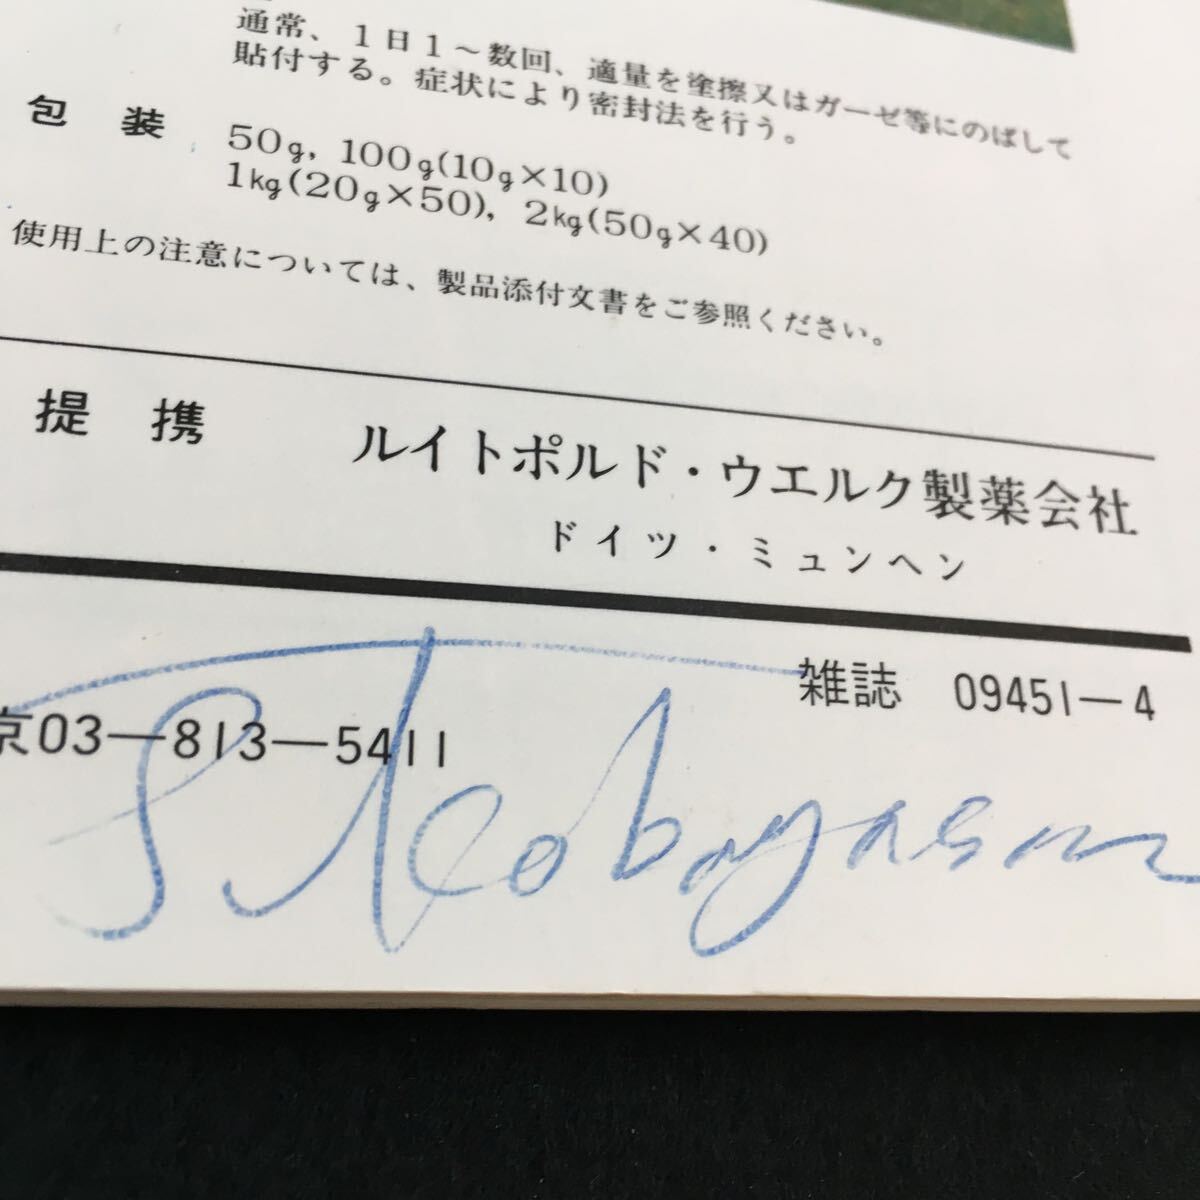 通常、1日1〜数回、適量を塗擦又はガーゼ等にのばして
貼付する。症状により密封法を行う。
包　装
50g, 100g(10g×10)
1kg(20g×50), 2kg(50g×40)
使用上の注意については、製品添付文書をご参照ください。
提　携　ルイトポルド・ウエルク製薬会社
ドイツ・ミュンヘン
雑誌　09451-4
京03-813-5411
S. Kobayasm